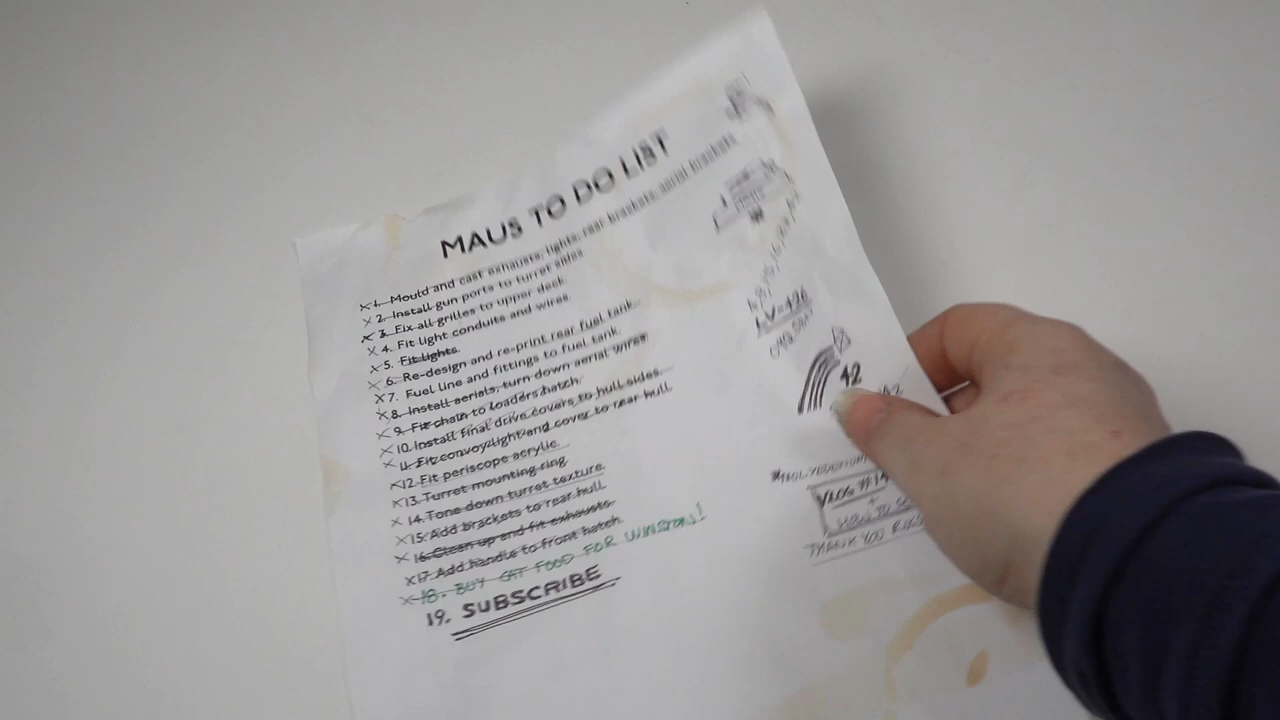 MAUS TO DO LIST
X 1. Mould and cast exhausts, lights, rear brackets, aerial brackets
X 2. Install gun ports to turret sides
X 3. Fix all grilles to upper deck
X 4. Fit light conduits and wires
X 5. Fit lights.
X 6. Re-design and re-print rear fuel tank.
X 7. Fuel line and fittings to fuel tank.
X 8. Install aerials, turn down aerial wires
X 9. Fit chain to loaders hatch.
X 10. Install final drive covers to hull sides.
X 11. Fit convoy light and cover to rear hull.
X 12. Fit periscope acrylic.
X 13. Turret mounting ring
X 14. Tone down turret texture.
X 15. Add brackets to rear hull.
X 16. Clean up and fit exhausts.
X 17. Add handle to front hatch.
X 18. BUY CAT FOOD FOR WINSTON!
19. SUBSCRIBE
42
VLOG #14
+
HOW TO
THANK YOU